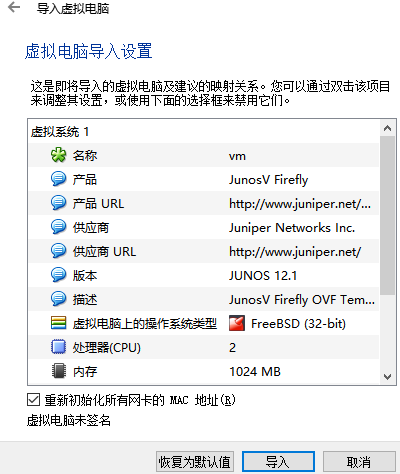 导入虚拟电脑
虚拟电脑导入设置
这是即将导入的虚拟电脑及建议的映射关系。您可以通过双击该项目
来调整其设置，或使用下面的选择框来禁用它们。
虚拟系统 1
名称 vm
产品 JunosV Firefly
产品 URL http://www.juniper.net/...
供应商 Juniper Networks Inc.
供应商 URL http://www.juniper.net/
版本 JUNOS 12.1
描述 JunosV Firefly OVF Tem...
虚拟电脑上的操作系统类型 FreeBSD (32-bit)
处理器(CPU) 2
内存 1024 MB
重新初始化所有网卡的 MAC 地址(R)
虚拟电脑未签名
恢复为默认值 导入 取消